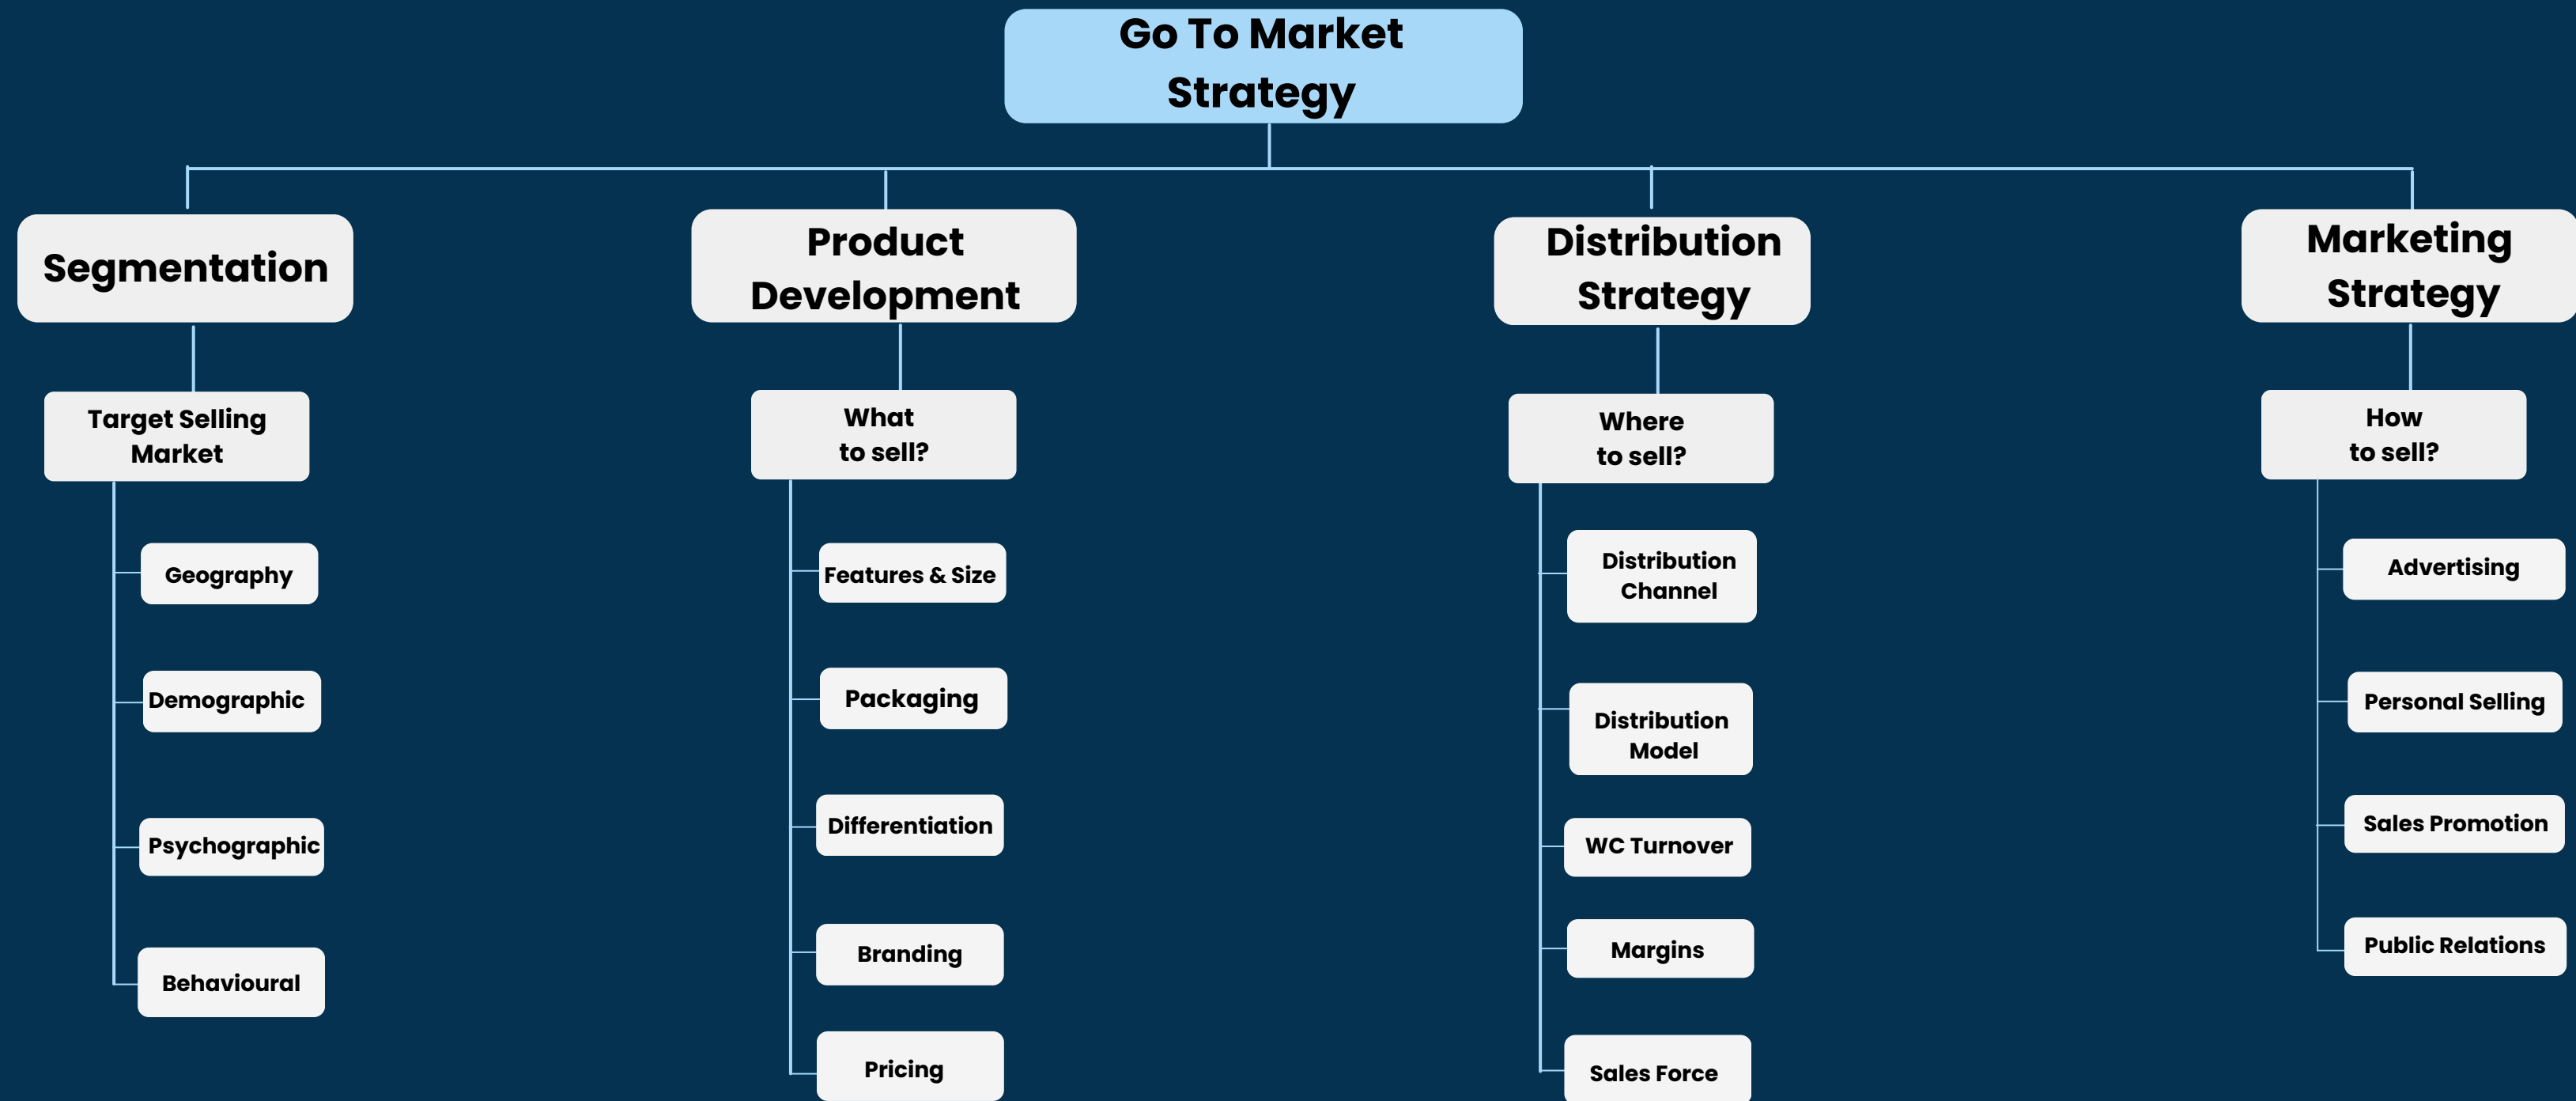 Go To Market
Strategy
Segmentation
Product
Development
Distribution
Strategy
Marketing
Strategy
Target Selling
Market
What
to sell?
Where
to sell?
How
to sell?
Geography
Demographic
Psychographic
Behavioural
Features & Size
Packaging
Differentiation
Branding
Pricing
Distribution
Channel
Distribution
Model
WC Turnover
Margins
Sales Force
Advertising
Personal Selling
Sales Promotion
Public Relations